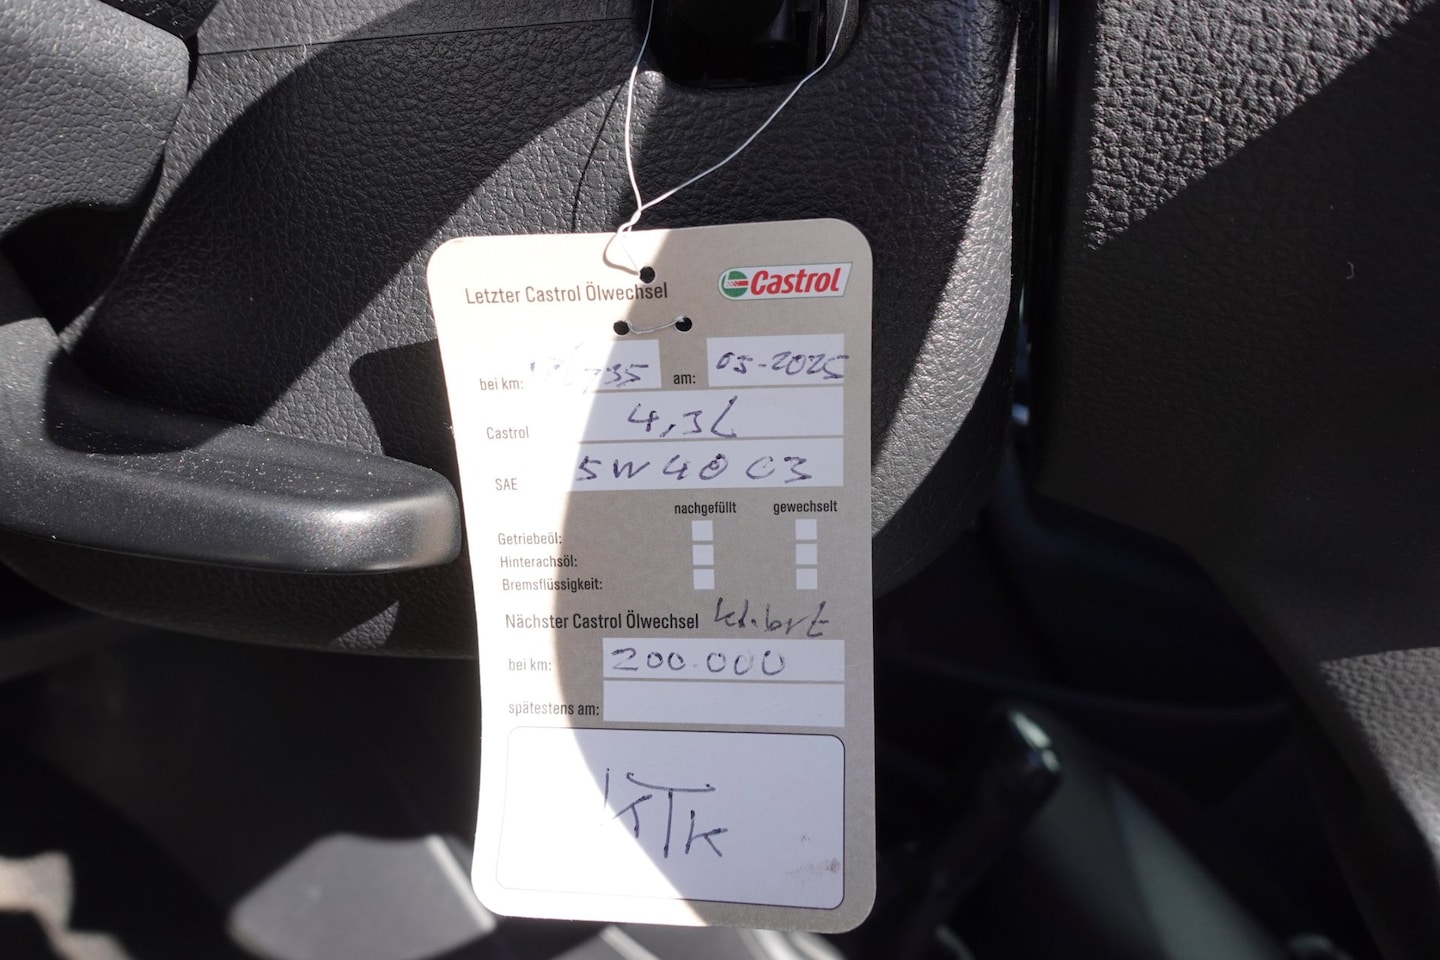 Letzter Castrol Ölwechsel Castrol
bei km: am: 05-2025
Castrol 4,3L
SAE 5W40 C3
nachgefüllt gewechselt
Getriebeöl:
Hinterachsöl:
Bremsflüssigkeit:
Nächster Castrol Ölwechsel
bei km: 200.000
spätestens am:
KTK